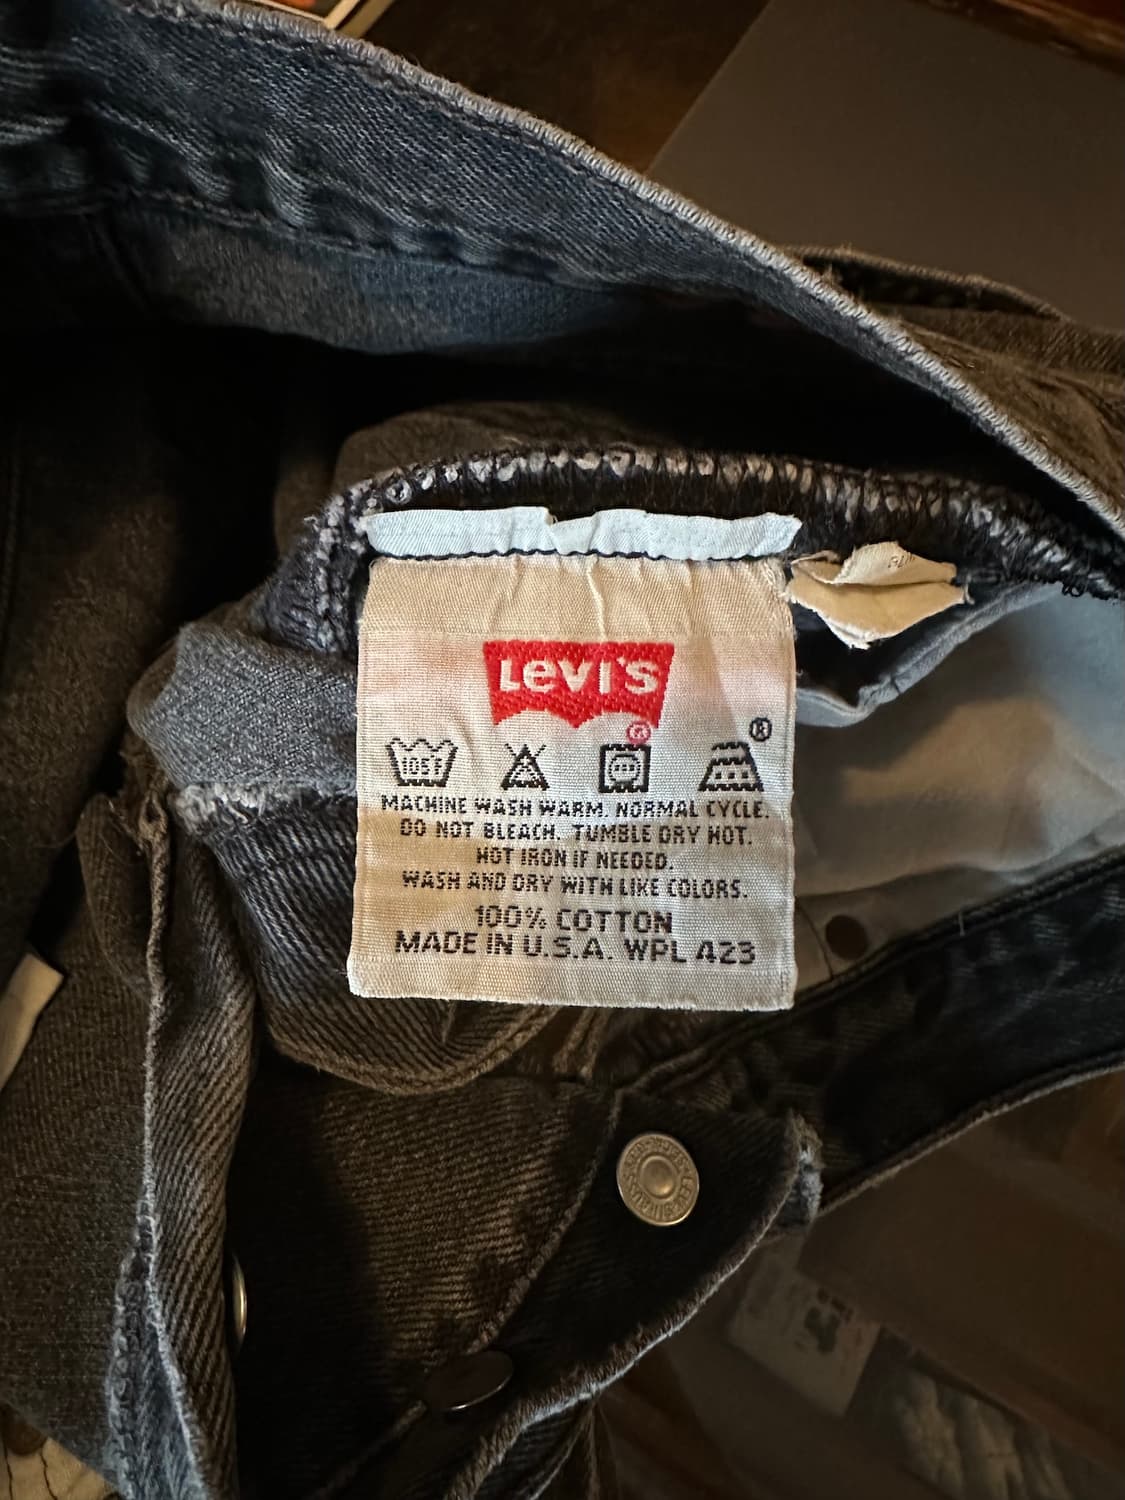 LEVI'S
®
®
105F
MACHINE WASH WARM. NORMAL CYCLE.
DO NOT BLEACH. TUMBLE DRY HOT.
HOT IRON IF NEEDED.
WASH AND DRY WITH LIKE COLORS.
100% COTTON
MADE IN U.S.A. WPL 423